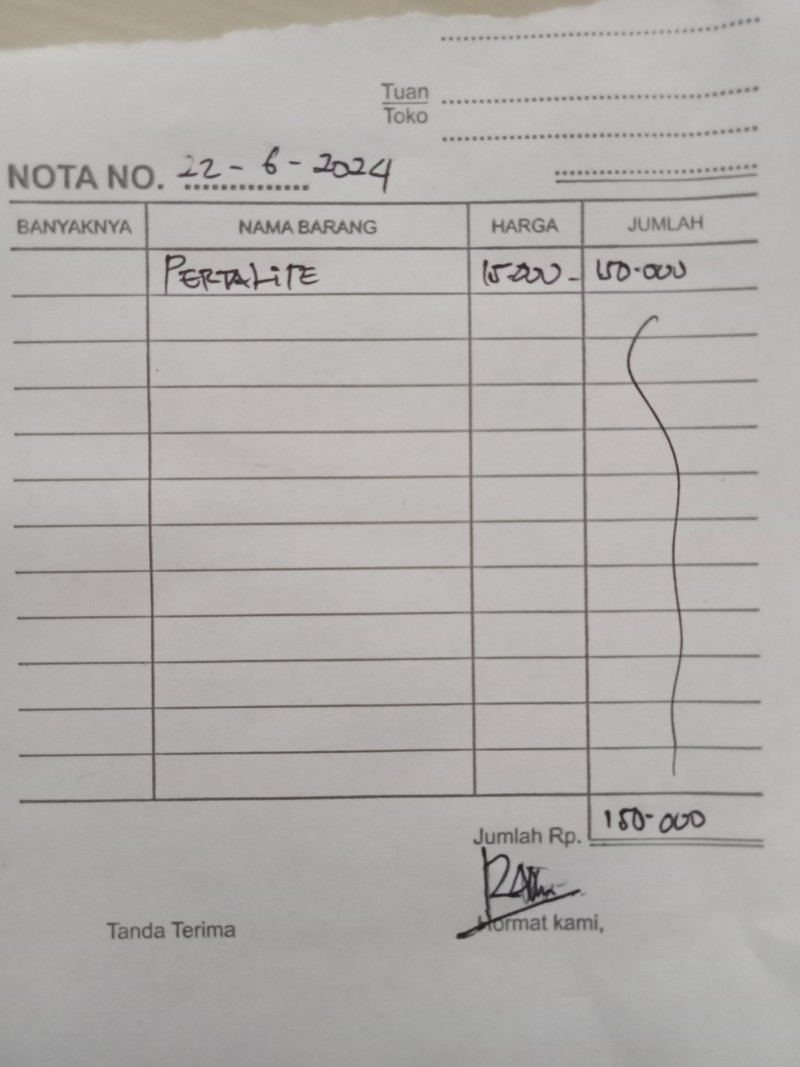 Tuan
Toko
NOTA NO. 22-6-2024
BANYAKNYA NAMA BARANG HARGA JUMLAH
PERTALITE 15.000- 150.000
Jumlah Rp. 150.000
Tanda Terima Hormat kami,